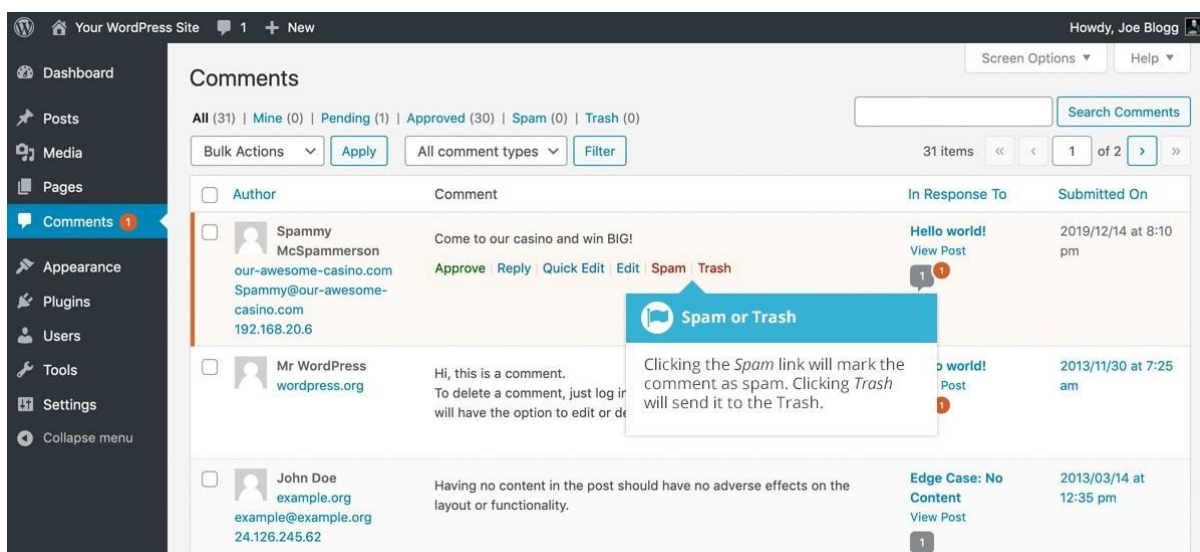 Your WordPress Site 1 + New Howdy, Joe Blogg
Dashboard
Posts
Media
Pages
Comments 1
Appearance
Plugins
Users
Tools
Settings
Collapse menu
Screen Options ▼ Help ▼
Comments
All (31) | Mine (0) | Pending (1) | Approved (30) | Spam (0) | Trash (0)
Search Comments
Bulk Actions Apply All comment types Filter 31 items « ‹ 1 of 2 › »
Author Comment In Response To Submitted On
Spammy
McSpammerson
our-awesome-casino.com
Spammy@our-awesome-
casino.com
192.168.20.6
Come to our casino and win BIG!
Approve | Reply | Quick Edit | Edit | Spam | Trash
Hello world!
View Post
1 1
2019/12/14 at 8:10
pm
Spam or Trash
Clicking the Spam link will mark the
comment as spam. Clicking Trash
will send it to the Trash.
Mr WordPress
wordpress.org
Hi, this is a comment.
To delete a comment, just log
will have the option to edit or
world!
Post
2013/11/30 at 7:25
am
John Doe
example.org
example@example.org
24.126.245.62
Having no content in the post should have no adverse effects on the
layout or functionality.
Edge Case: No
Content
View Post
1
2013/03/14 at
12:35 pm